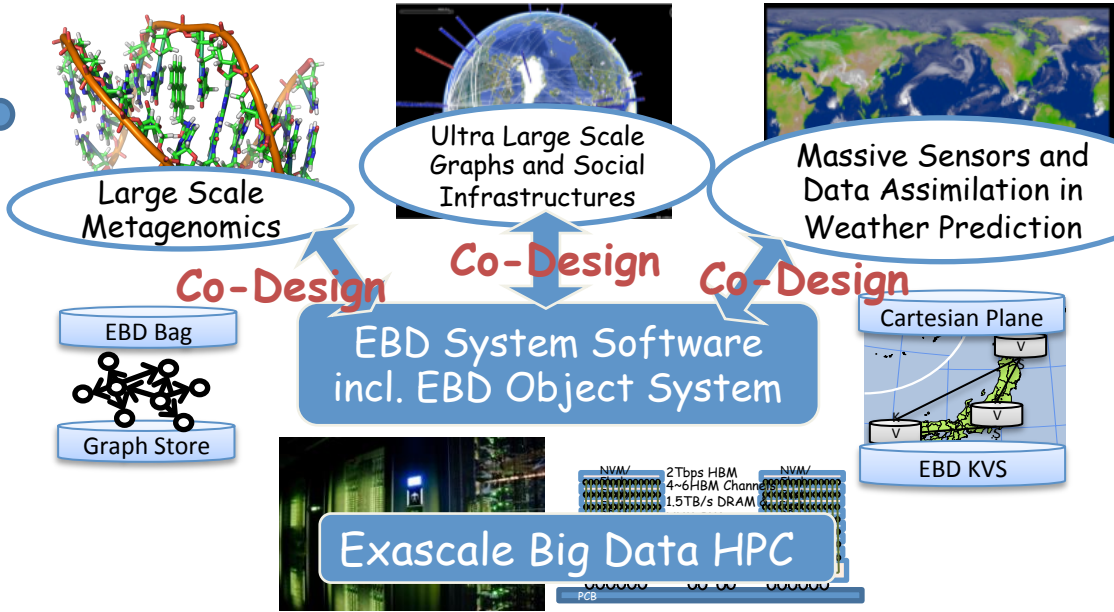 Large Scale
Metagenomics
Ultra Large Scale
Graphs and Social
Infrastructures
Massive Sensors and
Data Assimilation in
Weather Prediction
Co-Design
Co-Design
Co-Design
EBD Bag
Graph Store
EBD System Software
incl. EBD Object System
Cartesian Plane
V
V
V
EBD KVS
NVM/
2Tbps HBM
4~6HBM Channels
1.5TB/s DRAM &
NVM/
Exascale Big Data HPC
PCB